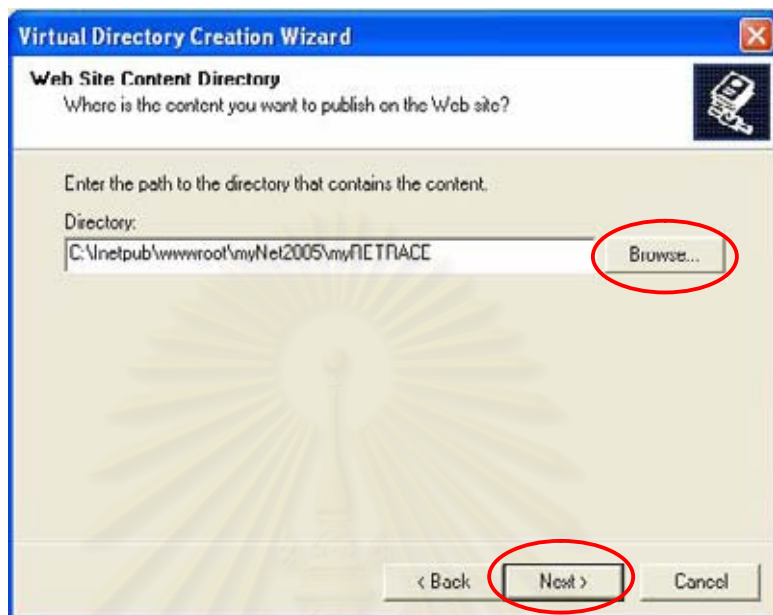 Virtual Directory Creation Wizard
Web Site Content Directory
Where is the content you want to publish on the Web site?
Enter the path to the directory that contains the content.
Directory:
C:\Inetpub\wwwroot\myNet2005\myRETRACE
Browse...
< Back
Next >
Cancel